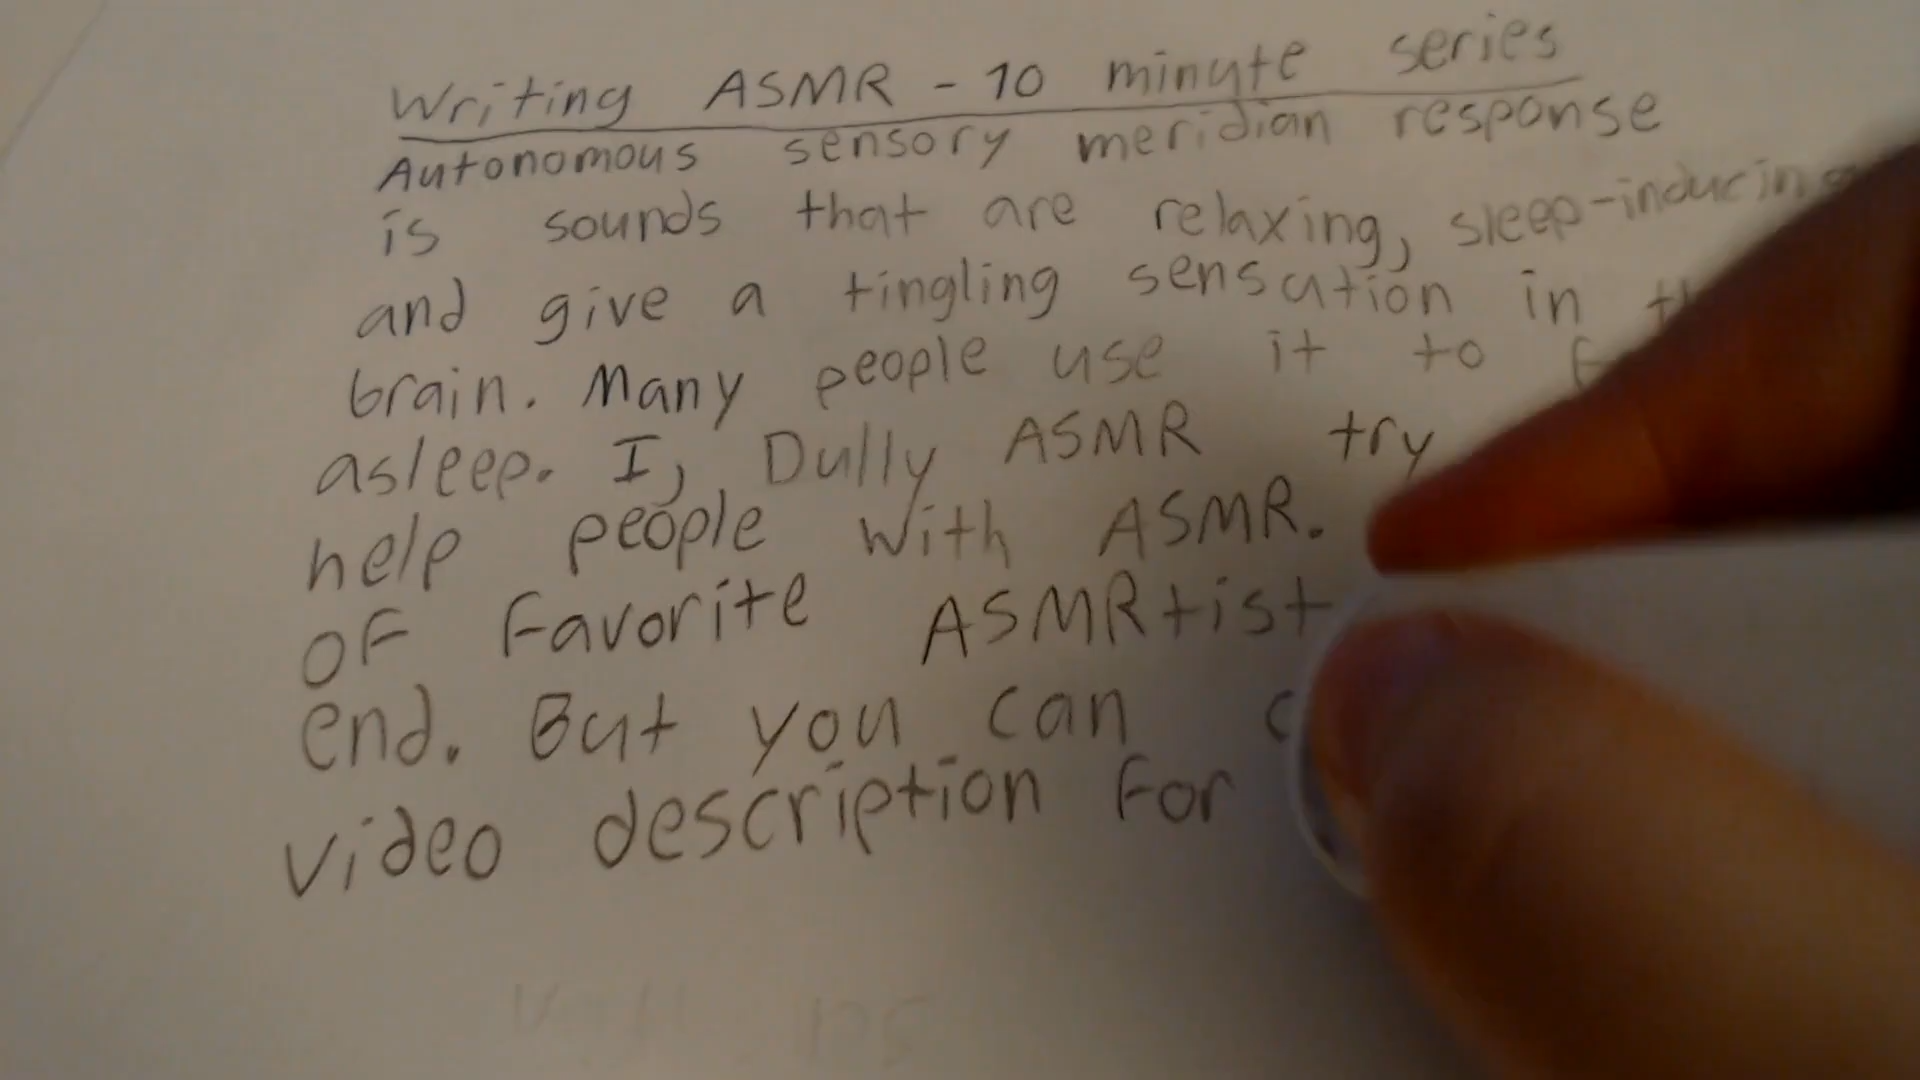 Writing ASMR - 10 minute series
Autonomous sensory meridian response
is sounds that are relaxing, sleep-inducing
and give a tingling sensation in
brain. Many people use it to
asleep. I, Dully ASMR try
help people with ASMR.
of favorite ASMRtist
end. But you can
video description for